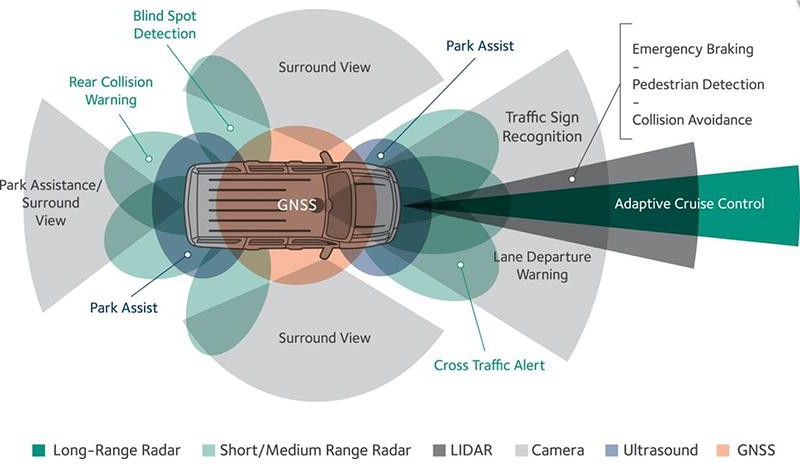 Blind Spot
Detection
Surround View
Park Assist
Emergency Braking
-
Pedestrian Detection
-
Collision Avoidance
Rear Collision
Warning
Traffic Sign
Recognition
Park Assistance/
Surround
View
GNSS
Adaptive Cruise Control
Lane Departure
Warning
Park Assist
Surround View
Cross Traffic Alert
Long-Range Radar
Short/Medium Range Radar
LIDAR
Camera
Ultrasound
GNSS